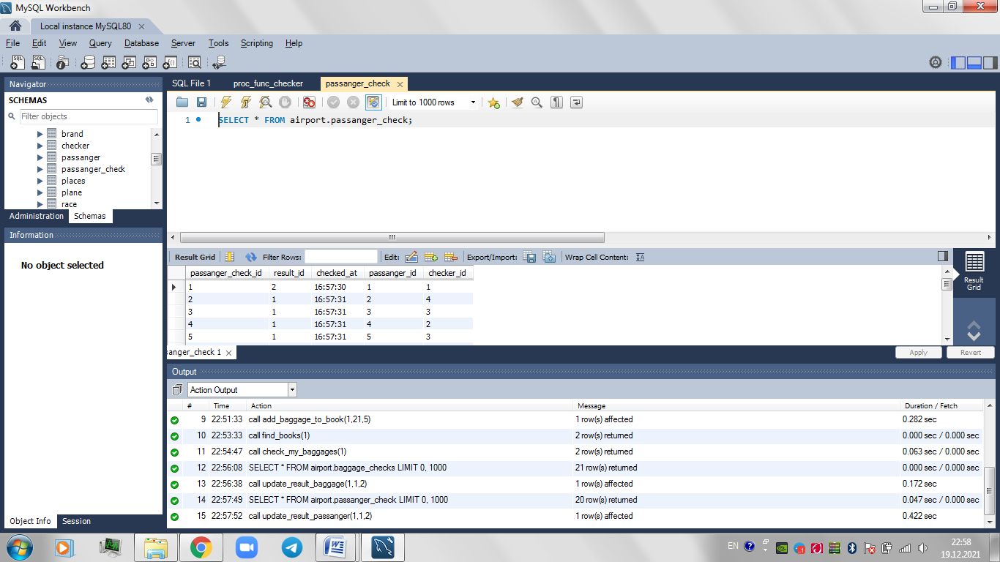 MySQL Workbench
Local instance MySQL80
File Edit View Query Database Server Tools Scripting Help
Navigator
SCHEMAS
Filter objects
brand
checker
passanger
passanger_check
places
plane
race
Administration Schemas
Information
No object selected
Object Info Session
SQL File 1 proc_func_checker passanger_check
Limit to 1000 rows
1 SELECT * FROM airport.passanger_check;
Result Grid Filter Rows: Edit: Export/Import: Wrap Cell Content:
passanger_check_id result_id checked_at passanger_id checker_id
1 2 16:57:30 1 1
2 1 16:57:31 2 4
3 1 16:57:31 3 3
4 1 16:57:31 4 2
5 1 16:57:31 5 3
Result
Grid
sanger_check 1
Apply Revert
Output
Action Output
# Time Action Message Duration / Fetch
9 22:51:33 call add_baggage_to_book(1,21,5) 1 row(s) affected 0.282 sec
10 22:53:33 call find_books(1) 2 row(s) returned 0.000 sec / 0.000 sec
11 22:54:47 call check_my_baggages(1) 2 row(s) returned 0.063 sec / 0.000 sec
12 22:56:08 SELECT * FROM airport.baggage_checks LIMIT 0, 1000 21 row(s) returned 0.000 sec / 0.000 sec
13 22:56:38 call update_result_baggage(1,1,2) 1 row(s) affected 0.172 sec
14 22:57:49 SELECT * FROM airport.passanger_check LIMIT 0, 1000 20 row(s) returned 0.047 sec / 0.000 sec
15 22:57:52 call update_result_passanger(1,1,2) 1 row(s) affected 0.422 sec
EN
22:58
19.12.2021